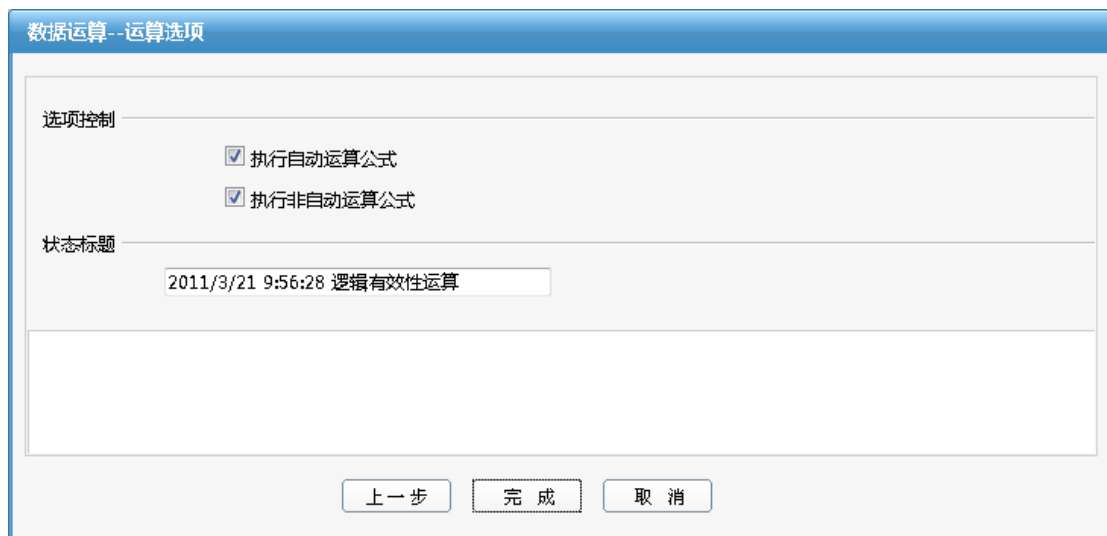 数据运算--运算选项
选项控制
执行自动运算公式
执行非自动运算公式
状态标题
2011/3/21 9:56:28 逻辑有效性运算
上一步 完 成 取 消